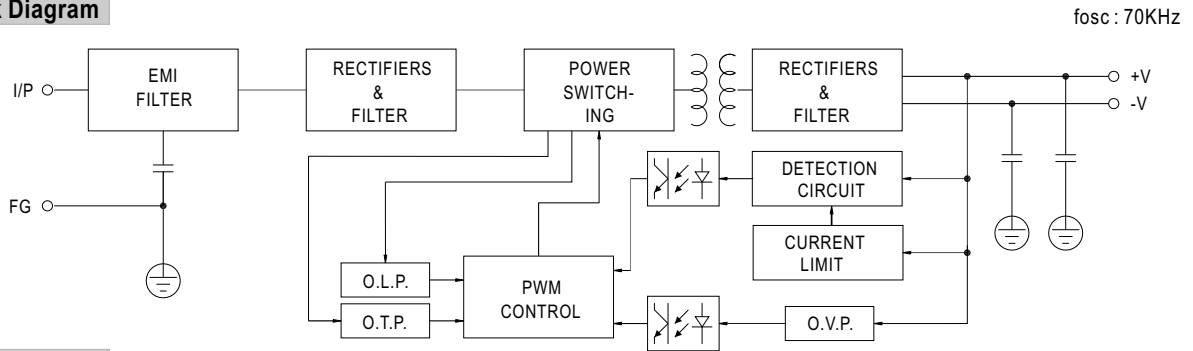 Diagram
fosc : 70KHz
I/P
EMI
FILTER
RECTIFIERS
&
FILTER
POWER
SWITCH-
ING
RECTIFIERS
&
FILTER
+V
-V
FG
DETECTION
CIRCUIT
CURRENT
LIMIT
O.L.P.
O.T.P.
PWM
CONTROL
O.V.P.